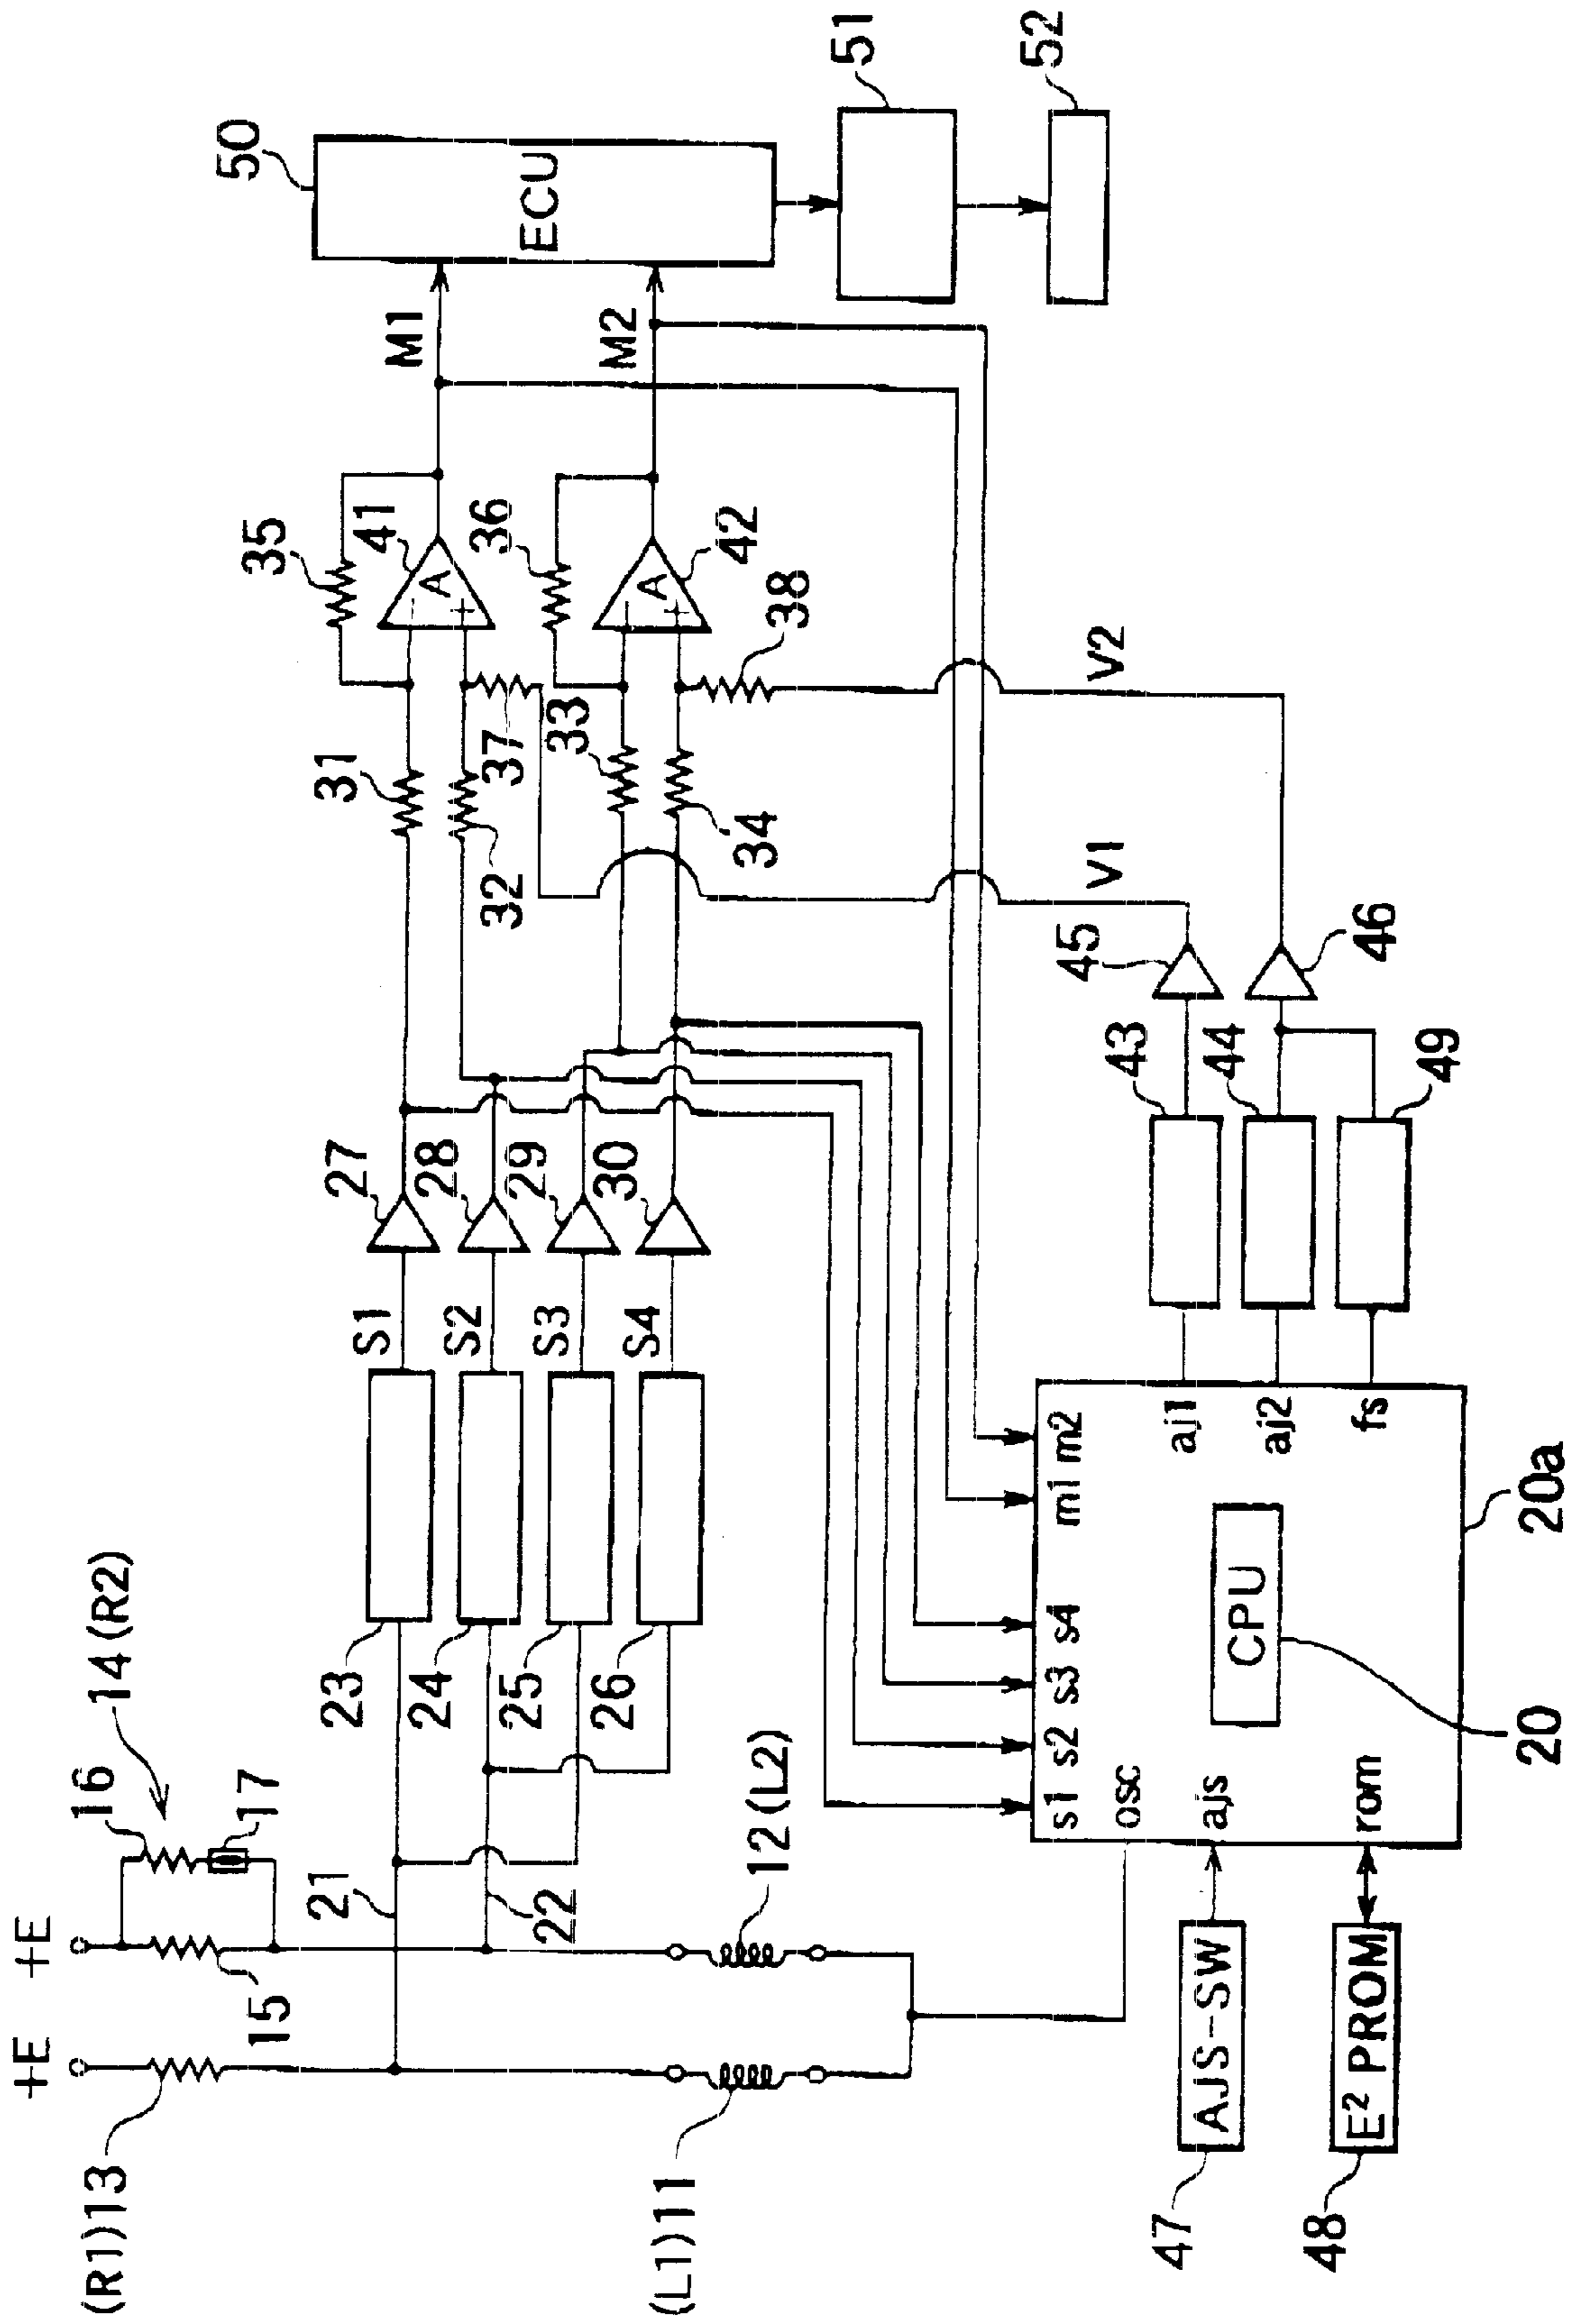 +E
+E
(R1)13
15
16
17
14(R2)
21
22
(L1)11
12(L2)
23
24
25
26
S1
S2
S3
S4
27
28
29
30
31
32
33
34
35
36
37
38
A
41
A
42
M1
M2
50
ECU
51
52
V1
V2
43
44
45
46
49
s1
s2
s3
s4
m1
m2
osc
ajs
rom
aj1
aj2
fs
CPU
20
20a
AJS-SW
47
E² PROM
48